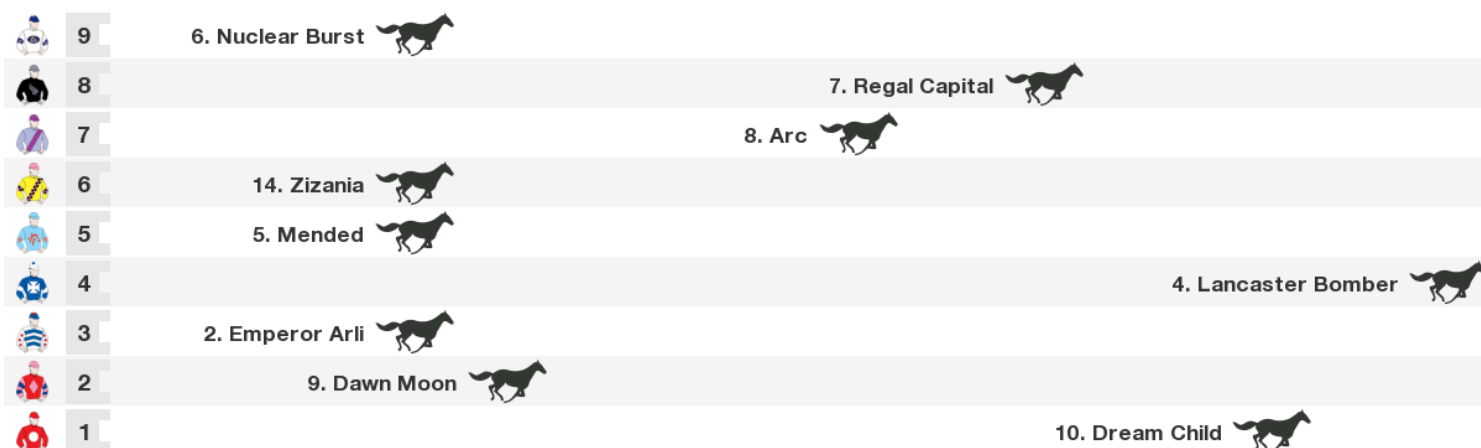 9 6. Nuclear Burst
8 7. Regal Capital
7 8. Arc
6 14. Zizania
5 5. Mended
4 4. Lancaster Bomber
3 2. Emperor Arli
2 9. Dawn Moon
1 10. Dream Child